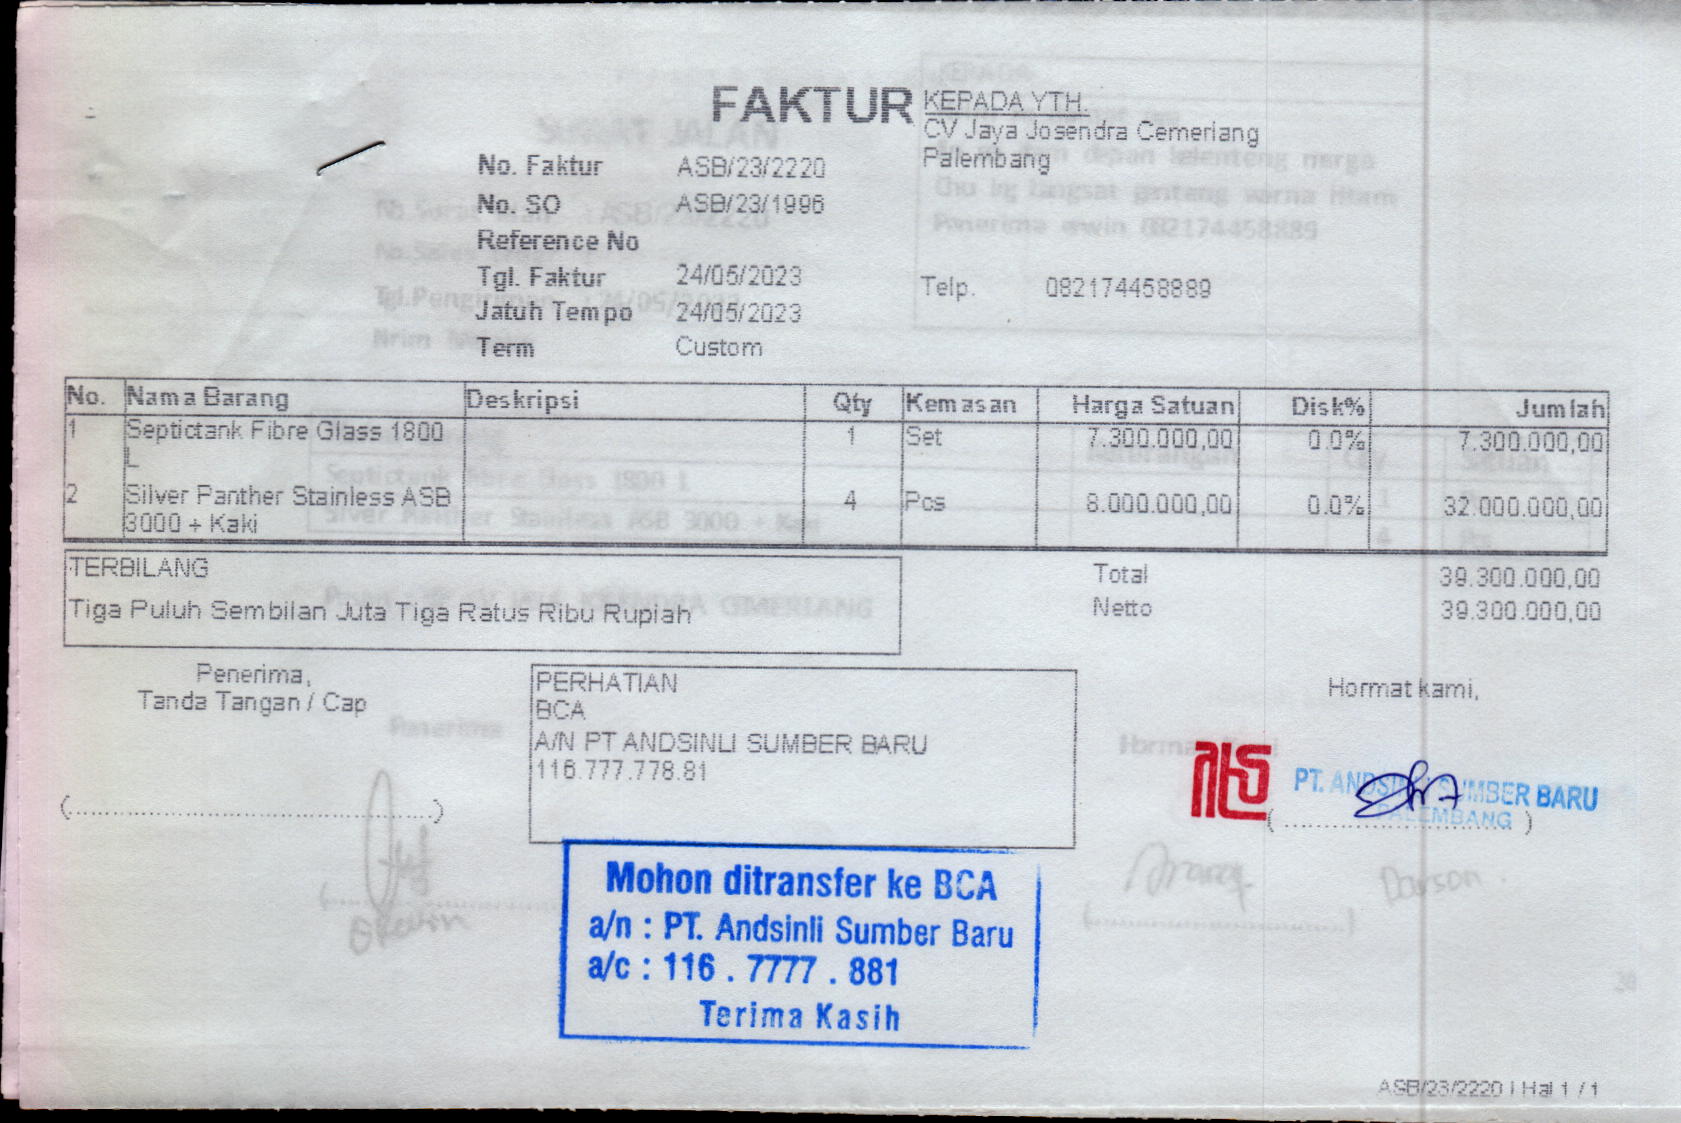 FAKTUR
KEPADA YTH.
CV Jaya Josendra Cemeriang
Palembang
Telp. 082174458889
No. Faktur ASB/23/2220
No. SO ASB/23/1996
Reference No
Tgl. Faktur 24/05/2023
Jatuh Tempo 24/05/2023
Term Custom
No. Nama Barang Deskripsi Qty Kemasan Harga Satuan Disk% Jumlah
1 Septictank Fibre Glass 1800 1 Set 7.300.000,00 0.0% 7.300.000,00
L
2 Silver Panther Stainless ASB 4 Pcs 8.000.000,00 0.0% 32.000.000,00
3000 + Kaki
TERBILANG
Tiga Puluh Sembilan Juta Tiga Ratus Ribu Rupiah
Total 39.300.000,00
Netto 39.300.000,00
Penerima,
Tanda Tangan / Cap
(........................................)
PERHATIAN
BCA
A/N PT ANDSINLI SUMBER BARU
116.777.778.81
Hormat kami,
PT. ANDSINLI SUMBER BARU
PALEMBANG
(............................)
Mohon ditransfer ke BCA
a/n : PT. Andsinli Sumber Baru
a/c : 116 . 7777 . 881
Terima Kasih
Darson
ASB/23/2220 | Hal 1 / 1